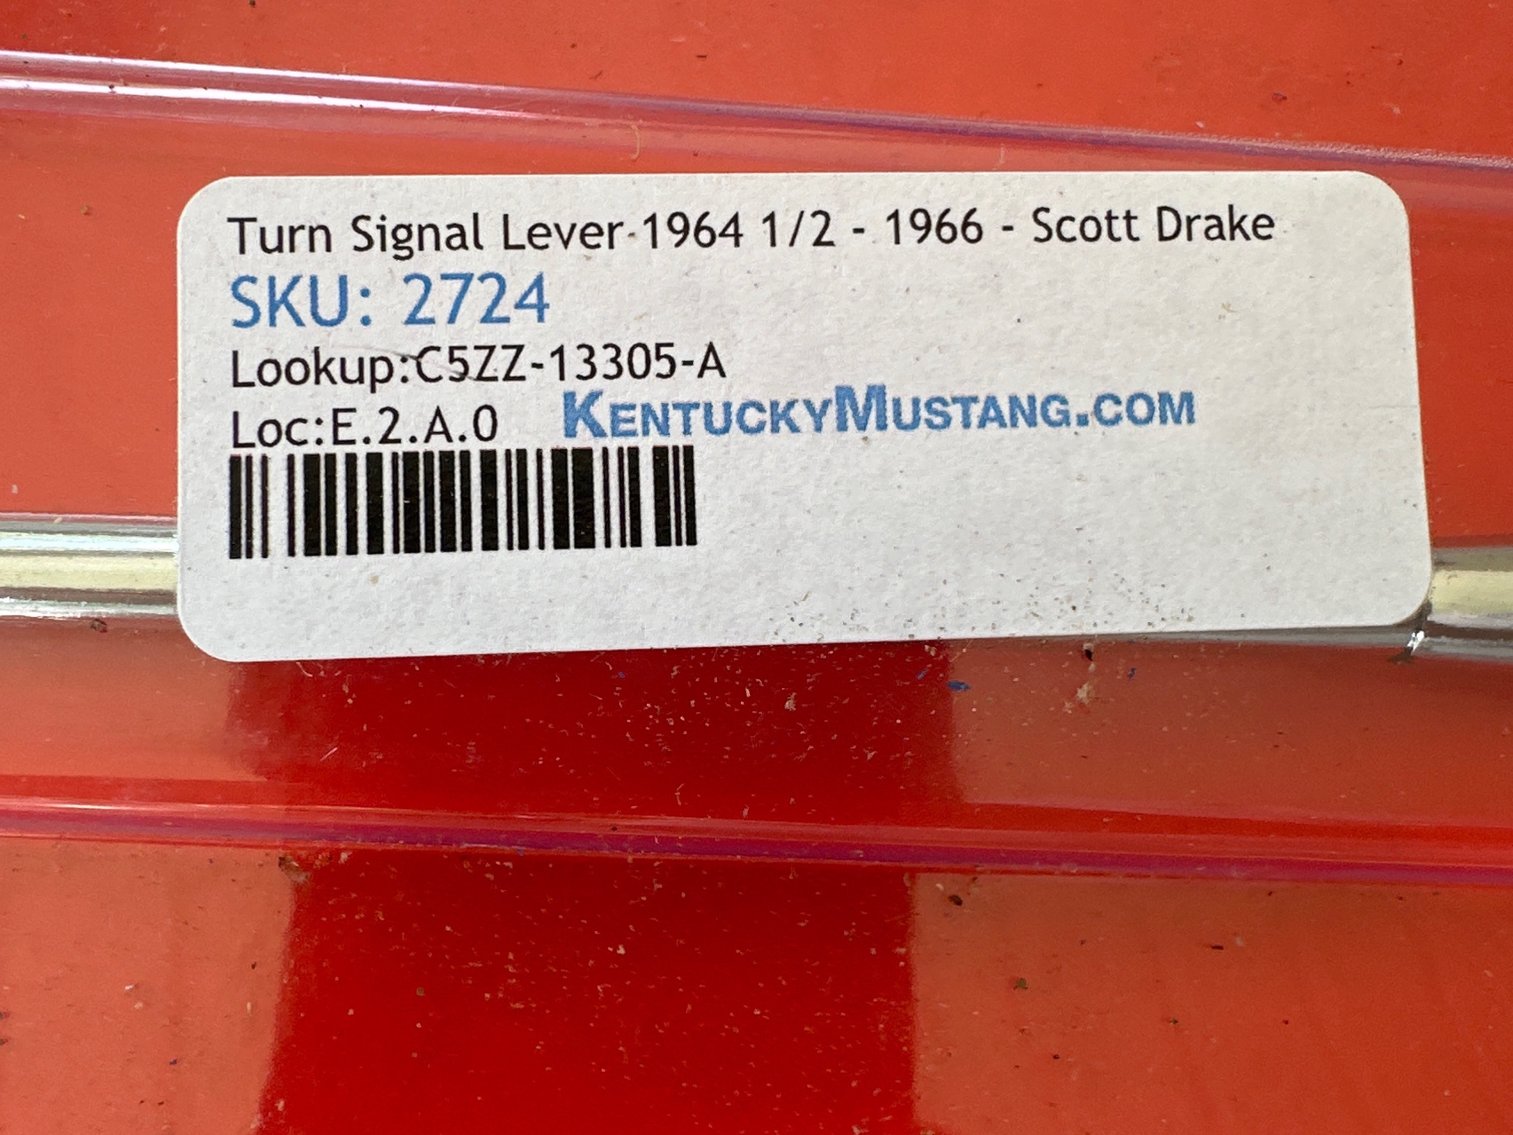 Turn Signal Lever 1964 1/2 - 1966 - Scott Drake
SKU: 2724
Lookup:C5ZZ-13305-A
Loc:E.2.A.0 KENTUCKYMUSTANG.COM